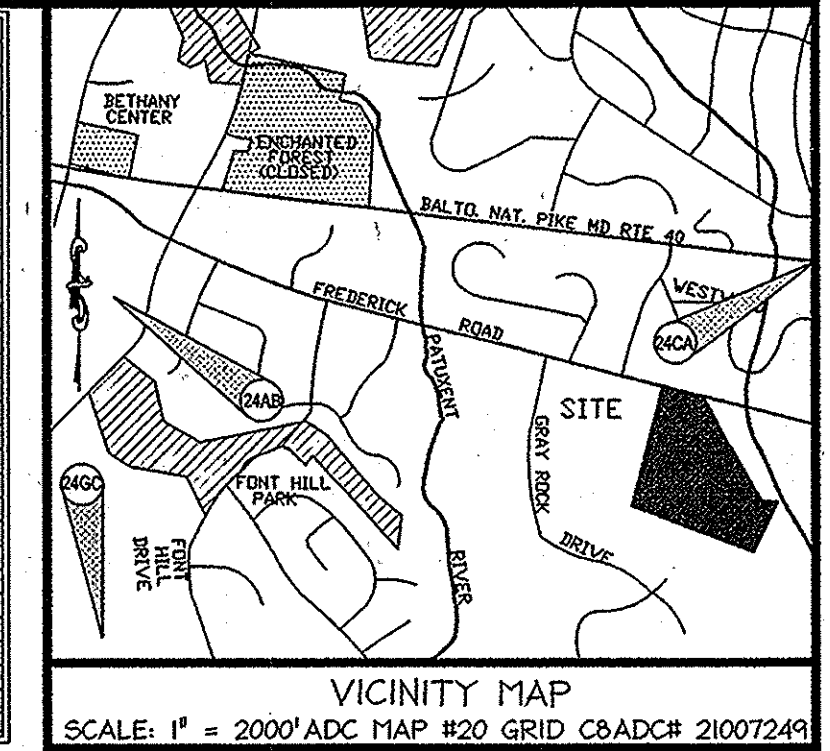 BETHANY
CENTER
ENCHANTED
FOREST
(CLOSED)
BALTO. NAT. PIKE MD RTE 40
FREDERICK ROAD
24CA
PATUXENT RIVER
24AB
SITE
GRAY ROCK DRIVE
24GC
FONT HILL
PARK
FONT
HILL
DRIVE
VICINITY MAP
SCALE: 1" = 2000' ADC MAP #20 GRID C8ADC# 21007249